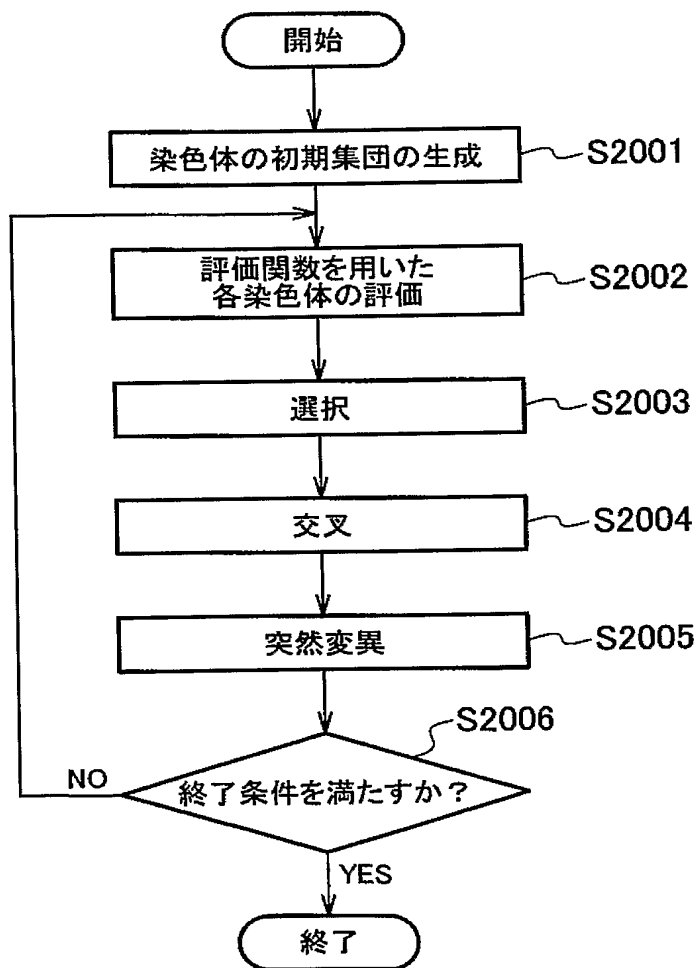 開始
染色体の初期集団の生成
S2001
評価関数を用いた
各染色体の評価
S2002
選択
S2003
交叉
S2004
突然変異
S2005
S2006
終了条件を満たすか？
NO
YES
終了